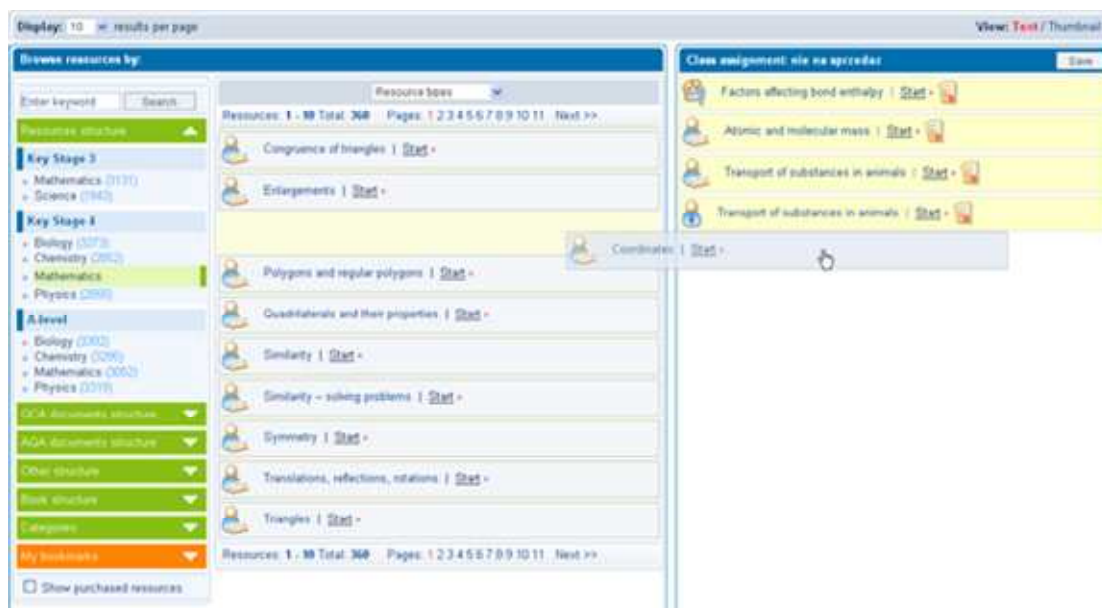 Display: 10 results per page
View: Text / Thumbnail
Browse resources by:
Enter keyword Search
Resources structure
Key Stage 3
Mathematics
Science
Key Stage 4
Biology
Chemistry
Mathematics
Physics
A-level
Biology
Chemistry
Mathematics
Physics
OCA documents structure
AQA documents structure
Other structure
Book structure
Categories
My bookmarks
Show purchased resources
Resource types
Resources: 1 - 10 Total: 360 Pages: 1 2 3 4 5 6 7 8 9 10 11 Next >>
Congruence of triangles | Start
Enlargements | Start
Polygons and regular polygons | Start
Quadrilaterals and their properties | Start
Similarity | Start
Similarity – solving problems | Start
Symmetry | Start
Translations, reflections, rotations | Start
Triangles | Start
Resources: 1 - 10 Total: 360 Pages: 1 2 3 4 5 6 7 8 9 10 11 Next >>
Class assignment: nie na sprzedaz Save
Factors affecting bond enthalpy | Start
Atomic and molecular mass | Start
Transport of substances in animals | Start
Transport of substances in animals | Start
Coordinates | Start